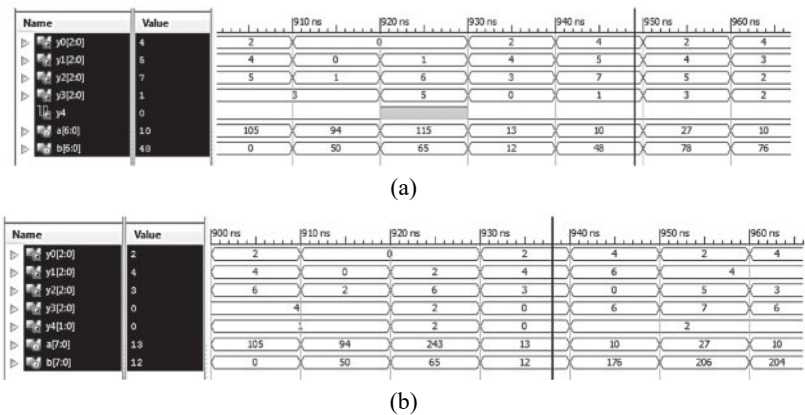 Name Value 910 ns 920 ns 930 ns 940 ns 950 ns 960 ns
y0[2:0] 4 2 0 2 4 2 4
y1[2:0] 5 4 0 1 4 5 4 3
y2[2:0] 7 5 1 6 3 7 5 2
y3[2:0] 1 3 5 0 1 3 2
y4 0
a[6:0] 10 105 94 115 13 10 27 10
b[6:0] 48 0 50 65 12 48 78 76
(a)
Name Value 900 ns 910 ns 920 ns 930 ns 940 ns 950 ns 960 ns
y0[2:0] 2 2 0 2 4 2 4
y1[2:0] 4 4 0 2 4 6 4
y2[2:0] 3 6 2 6 3 0 5 3
y3[2:0] 0 4 2 0 6 7 6
y4[1:0] 0 1 2 0 2
a[7:0] 13 105 94 243 13 10 27 10
b[7:0] 12 0 50 65 12 176 206 204
(b)